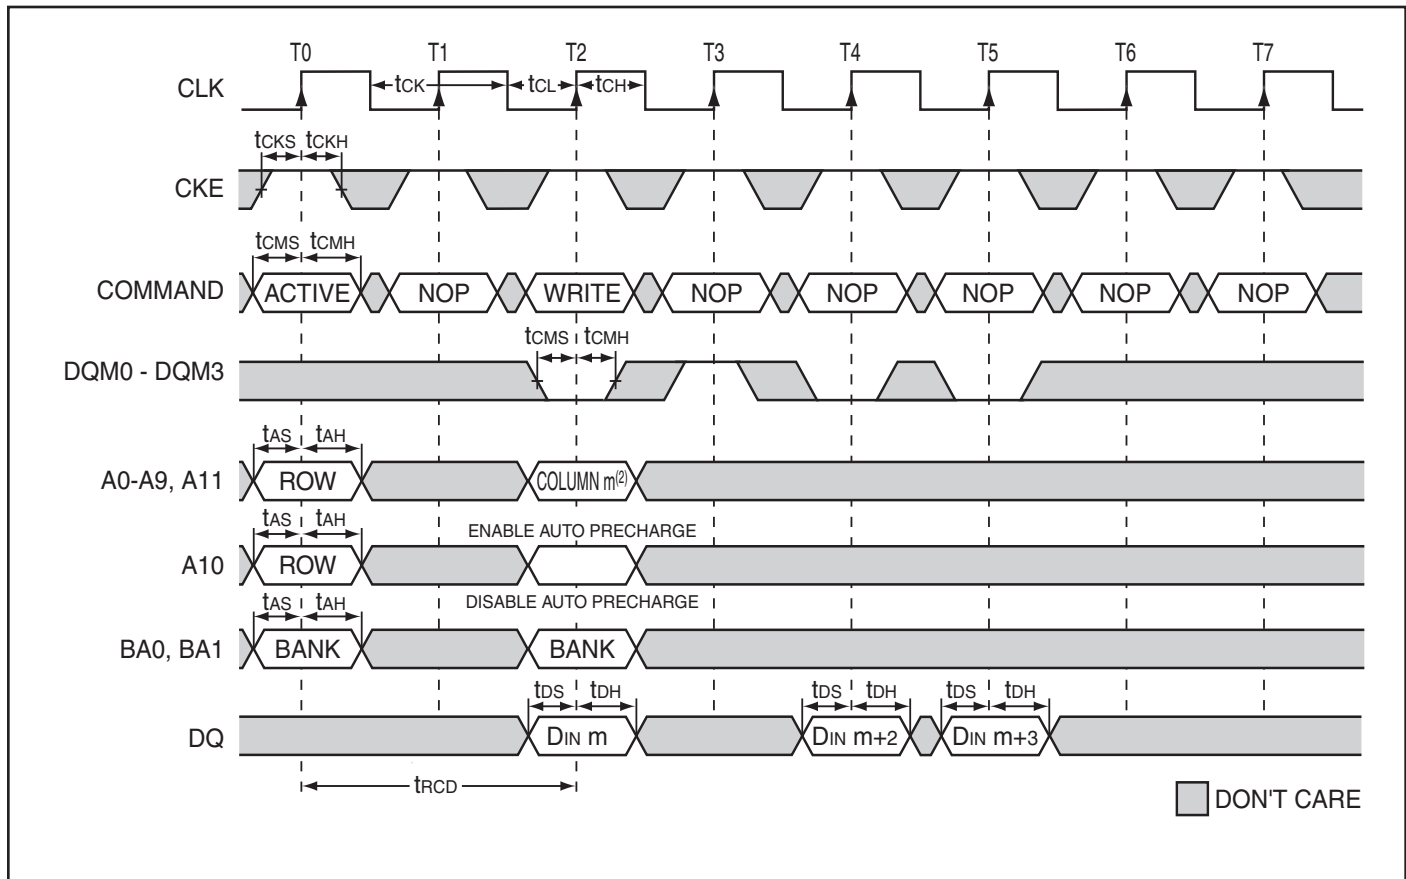 T0 T1 T2 T3 T4 T5 T6 T7
CLK tCK tCL tCH
tCKS tCKH
CKE
tCMS tCMH
COMMAND ACTIVE NOP WRITE NOP NOP NOP NOP NOP
tCMS tCMH
DQM0 - DQM3
tAS tAH
A0-A9, A11 ROW COLUMN m(2)
tAS tAH ENABLE AUTO PRECHARGE
A10 ROW
tAS tAH DISABLE AUTO PRECHARGE
BA0, BA1 BANK BANK
tDS tDH tDS tDH tDS tDH
DQ DIN m DIN m+2 DIN m+3
tRCD
DON'T CARE